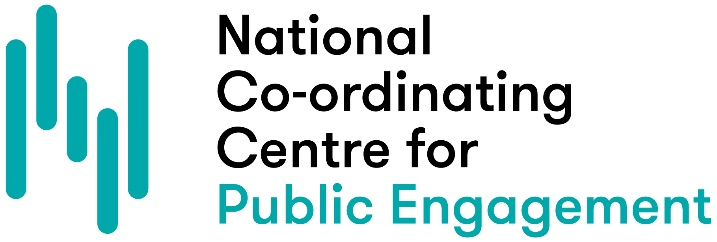 National
Co-ordinating
Centre for
Public Engagement